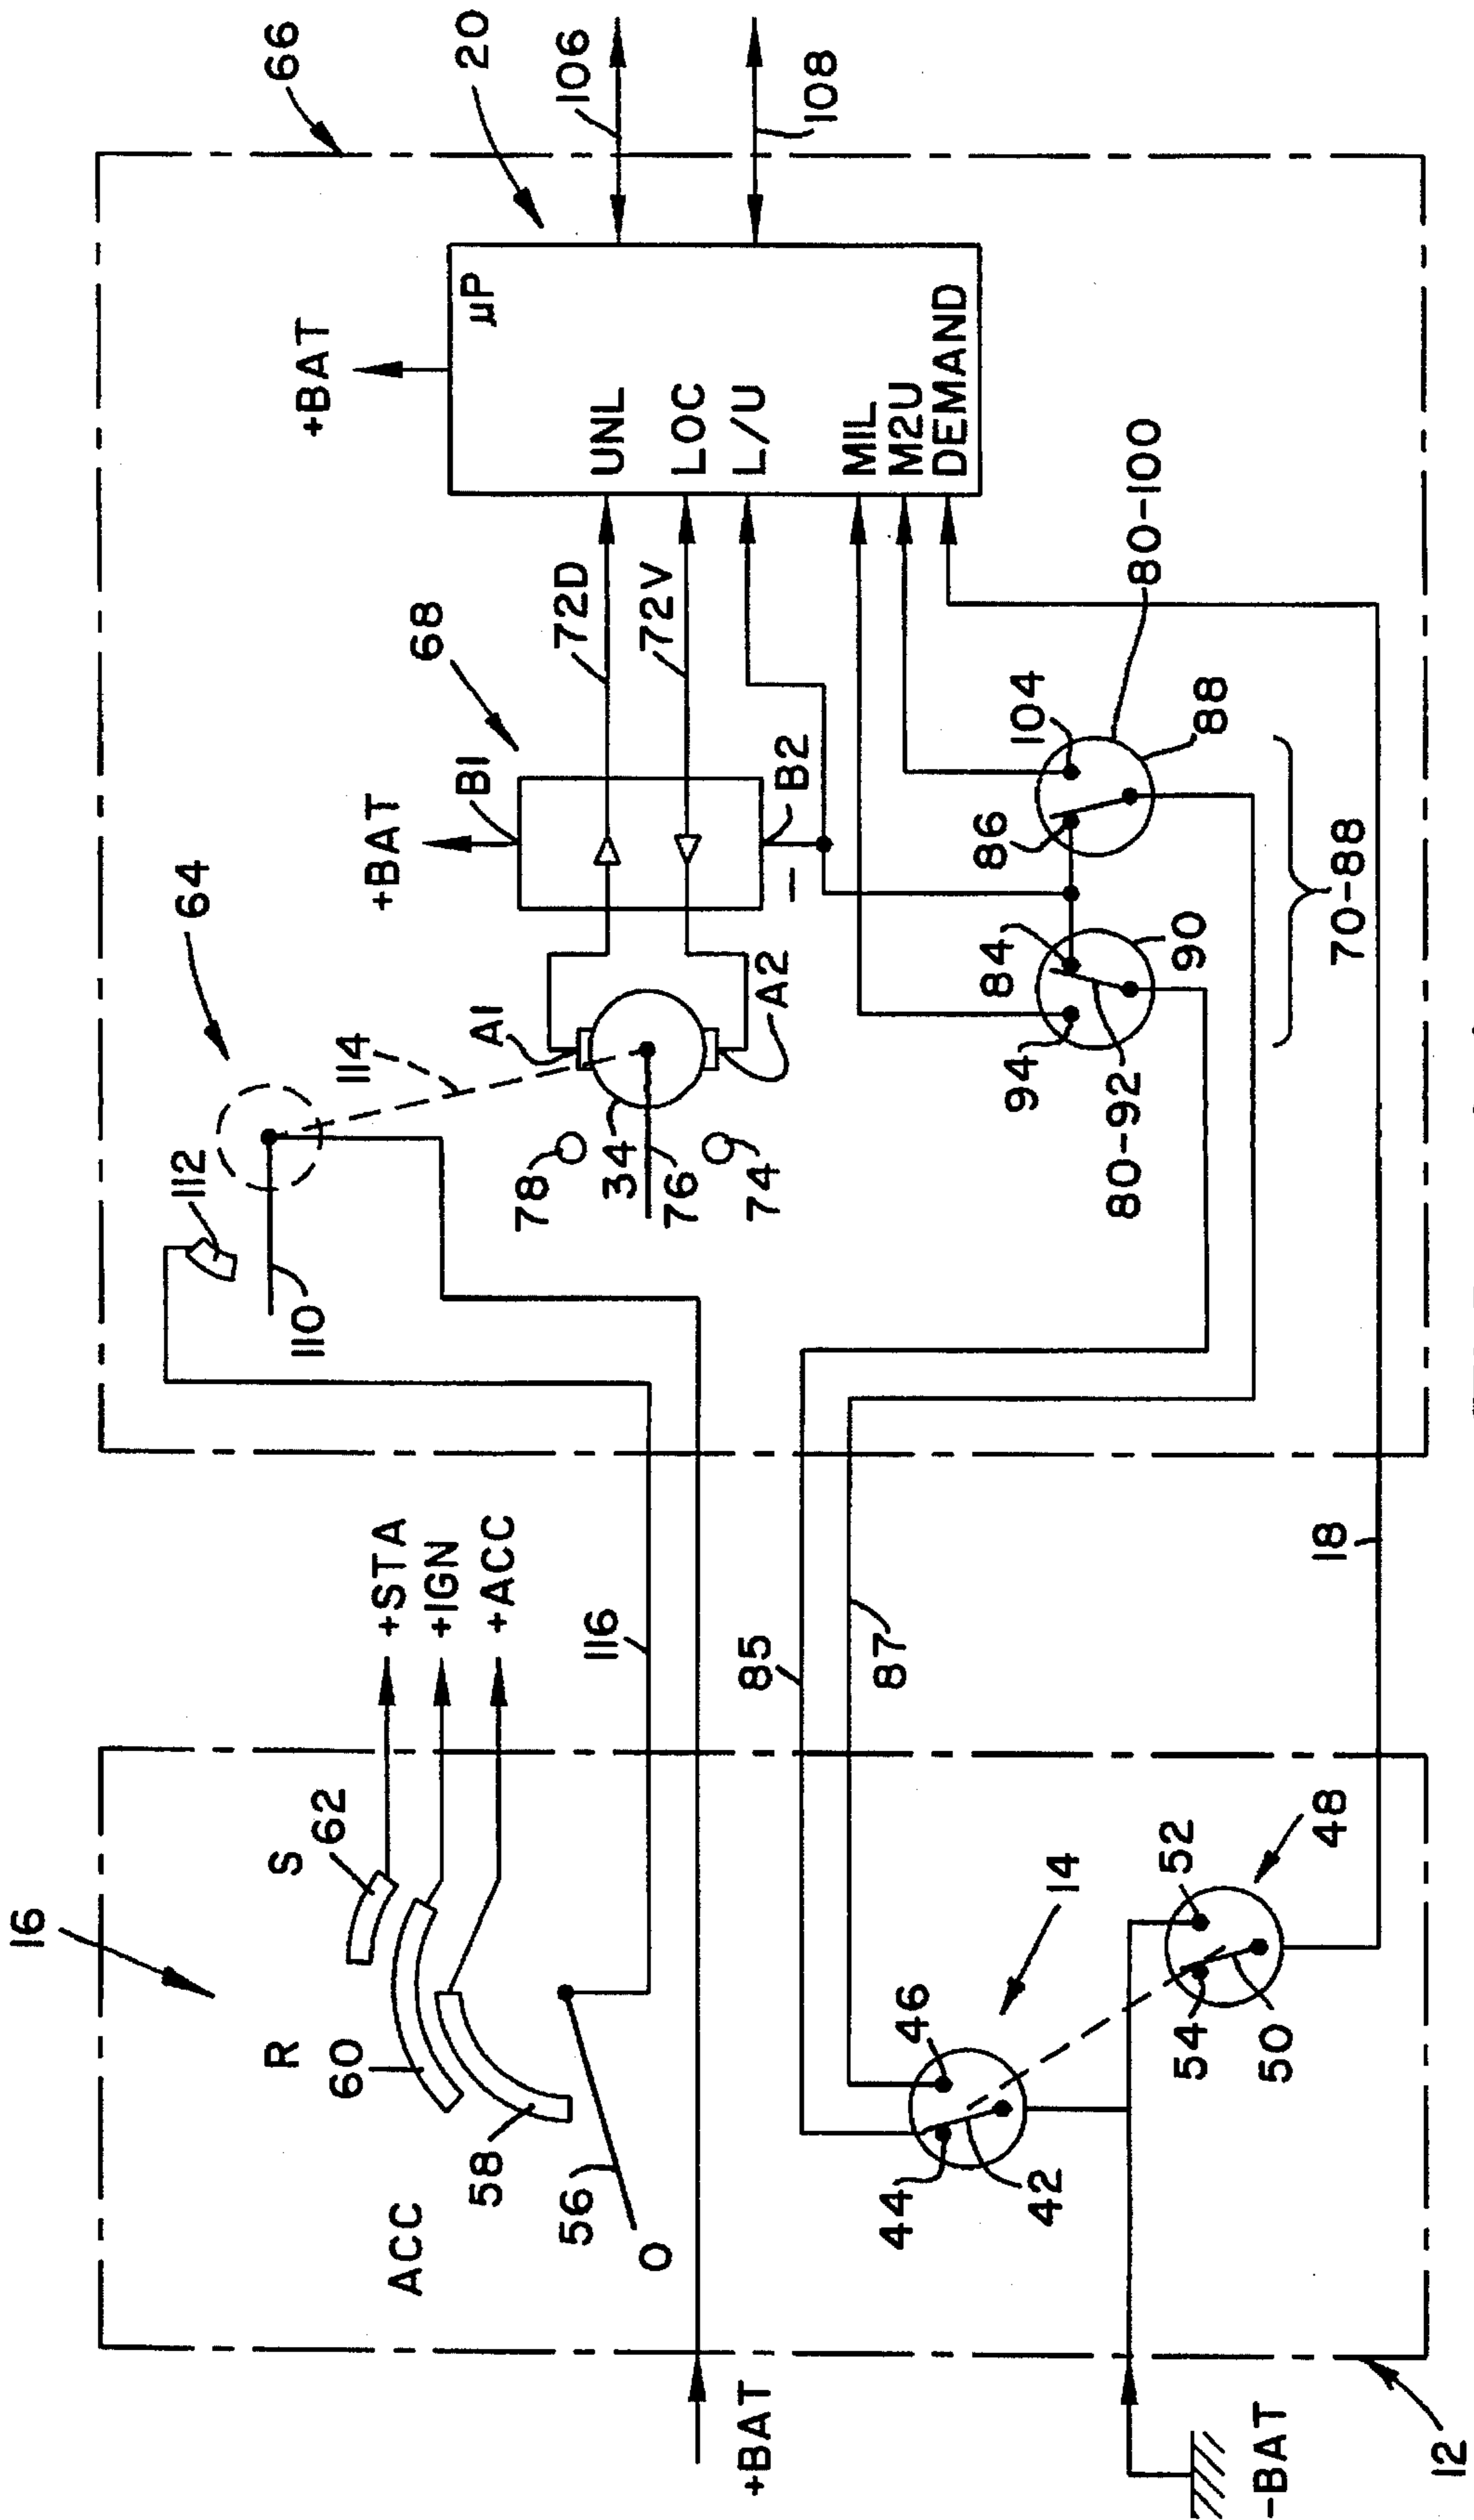 16
S
62
R
60
ACC
58
56
O
+BAT
-BAT
12
+STA
+IGN
+ACC
116
85
87
14
46
44
42
52
54
50
48
18
64
112
110
114
78
34
76
74
A1
A2
68
+BAT
B1
B2
–
72D
72V
+BAT
66
20
106
108
µP
UNL
LOC
L/U
MIL
M2U
DEMAND
84
94
90
80-92
86
104
88
80-100
70-88